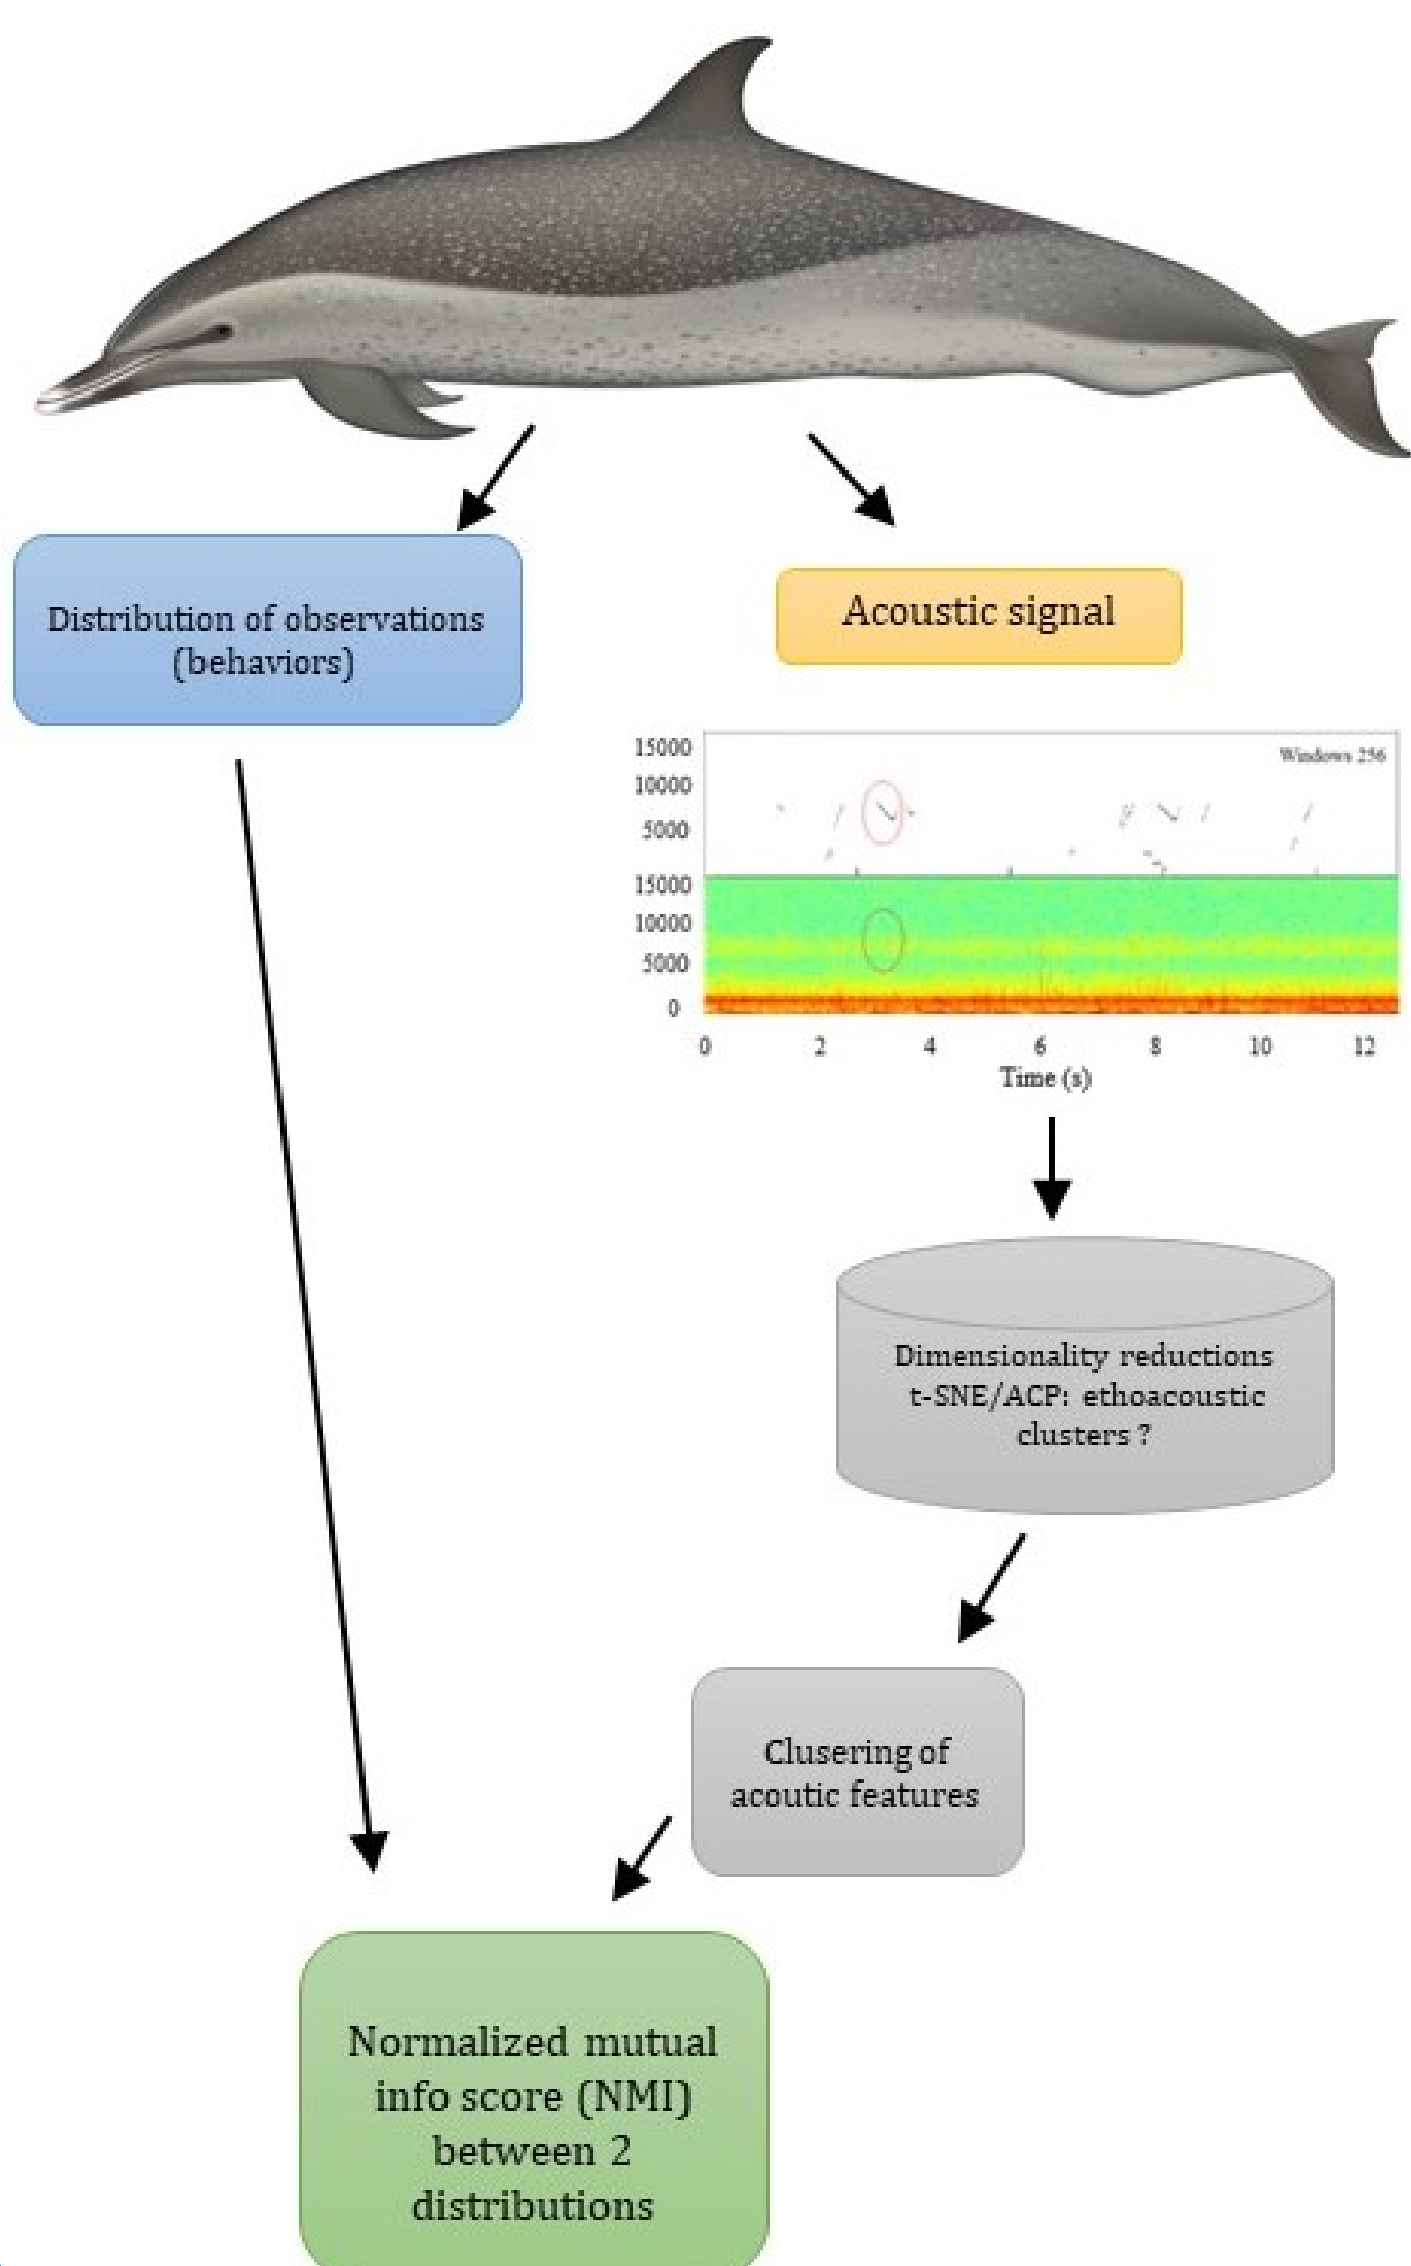 Distribution of observations
(behaviors)
Acoustic signal
15000
10000
5000
Windows 256
15000
10000
5000
0
0 2 4 6 8 10 12
Time (s)
Dimensionality reductions
t-SNE/ACP: ethoacoustic
clusters ?
Clusering of
acoutic features
Normalized mutual
info score (NMI)
between 2
distributions